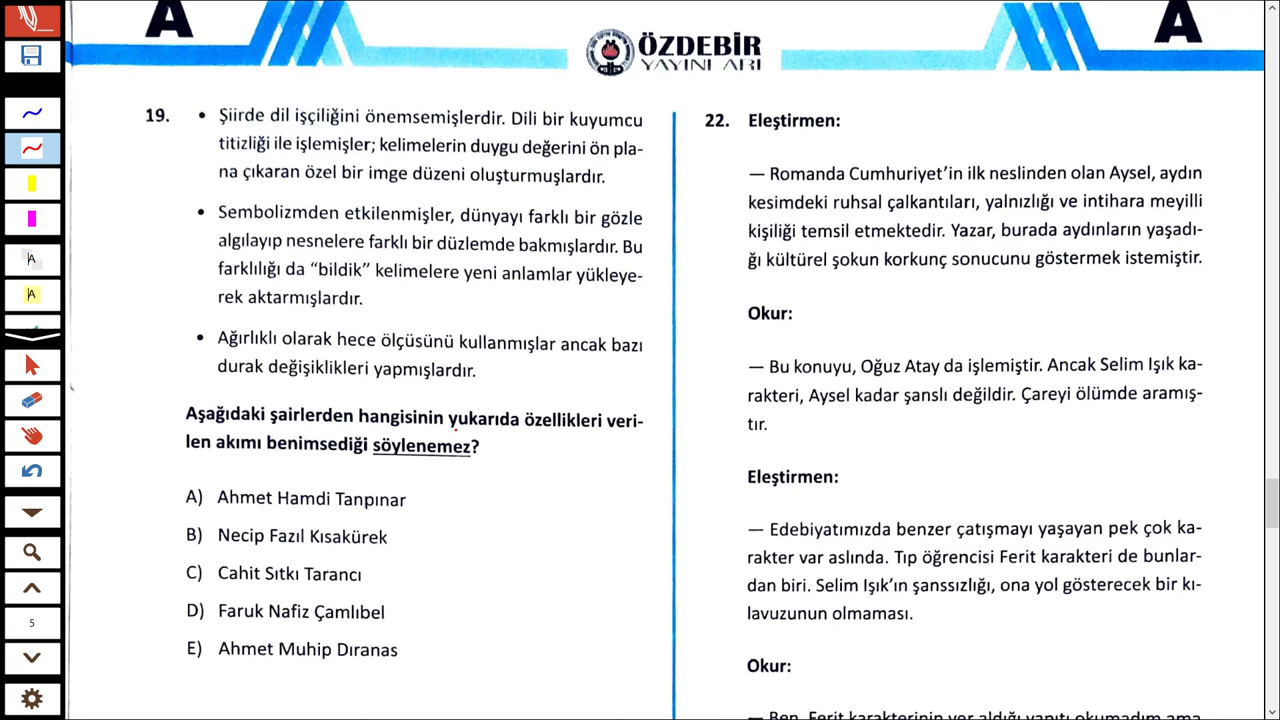 A
ÖZDEBİR
YAYINLARI
A
19. • Şiirde dil işçiliğini önemsemişlerdir. Dili bir kuyumcu
titizliği ile işlemişler; kelimelerin duygu değerini ön pla-
na çıkaran özel bir imge düzeni oluşturmuşlardır.
• Sembolizmden etkilenmişler, dünyayı farklı bir gözle
algılayıp nesnelere farklı bir düzlemde bakmışlardır. Bu
farklılığı da “bildik” kelimelere yeni anlamlar yükleye-
rek aktarmışlardır.
• Ağırlıklı olarak hece ölçüsünü kullanmışlar ancak bazı
durak değişiklikleri yapmışlardır.
Aşağıdaki şairlerden hangisinin yukarıda özellikleri veri-
len akımı benimsediği söylenemez?
A) Ahmet Hamdi Tanpınar
B) Necip Fazıl Kısakürek
C) Cahit Sıtkı Tarancı
D) Faruk Nafiz Çamlıbel
E) Ahmet Muhip Dıranas
22. Eleştirmen:
— Romanda Cumhuriyet’in ilk neslinden olan Aysel, aydın
kesimdeki ruhsal çalkantıları, yalnızlığı ve intihara meyilli
kişiliği temsil etmektedir. Yazar, burada aydınların yaşadı-
ğı kültürel şokun korkunç sonucunu göstermek istemiştir.
Okur:
— Bu konuyu, Oğuz Atay da işlemiştir. Ancak Selim Işık ka-
rakteri, Aysel kadar şanslı değildir. Çareyi ölümde aramış-
tır.
Eleştirmen:
— Edebiyatımızda benzer çatışmayı yaşayan pek çok ka-
rakter var aslında. Tıp öğrencisi Ferit karakteri de bunlar-
dan biri. Selim Işık’ın şanssızlığı, ona yol gösterecek bir kı-
lavuzunun olmaması.
Okur:
— Ben, Ferit karakterinin yer aldığı yapıtı okumadım ama
A
A
5